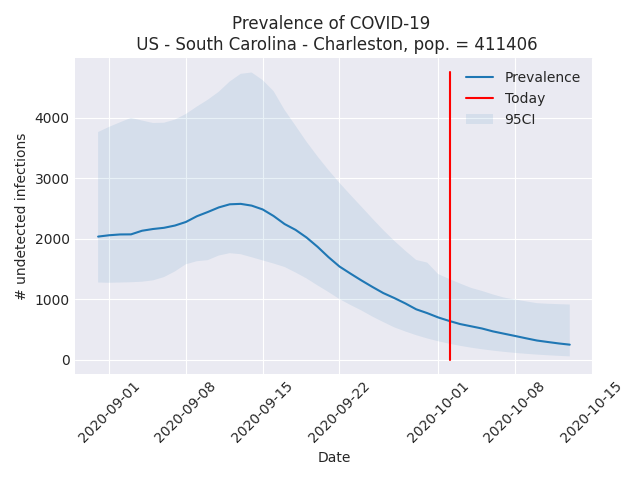 Prevalence of COVID-19
US - South Carolina - Charleston, pop. = 411406
Prevalence
Today
95CI
4000
3000
2000
1000
0
# undetected infections
2020-09-01
2020-09-08
2020-09-15
2020-09-22
2020-10-01
2020-10-08
2020-10-15
Date